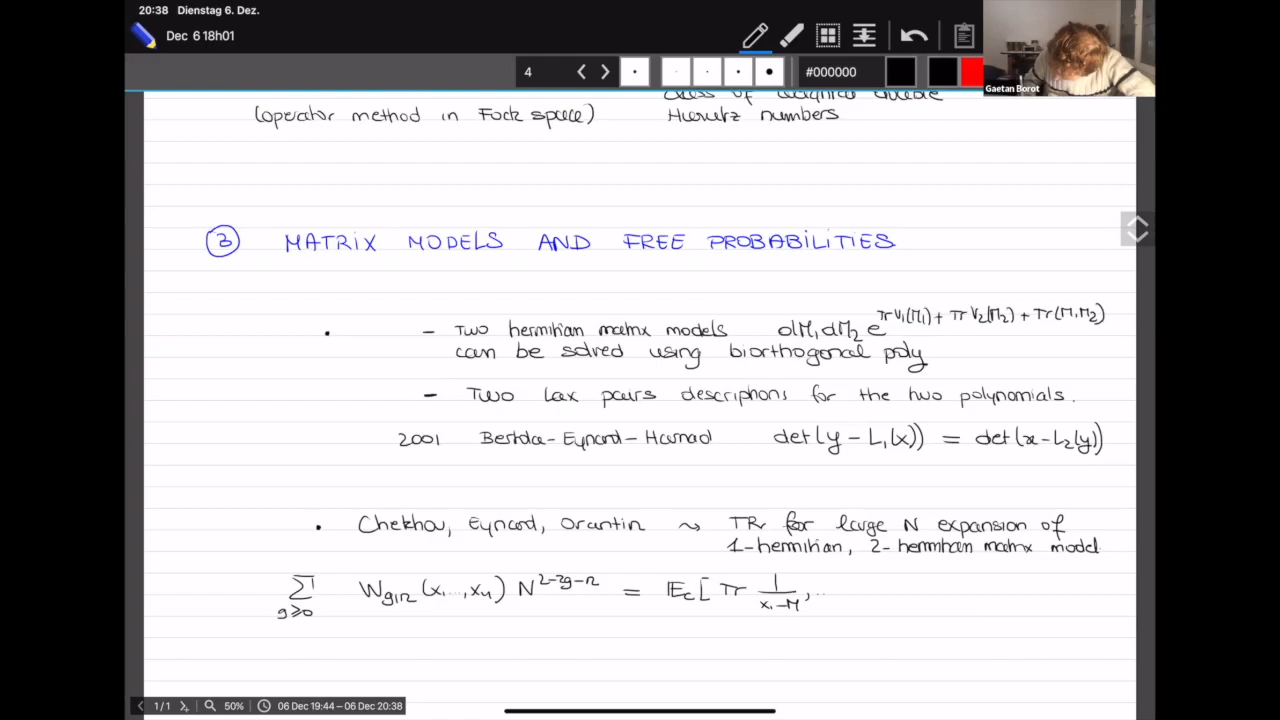 20:38 Dienstag 6. Dez.
Dec 6 18h01
4
#000000
Gaetan Borot
(operator method in Fock space)
Hurwitz numbers
③ MATRIX MODELS AND FREE PROBABILITIES
• – Two hermitian matrix models dM₁ dM₂ e^{Tr V₁(M₁) + Tr V₂(M₂) + Tr(M₁M₂)}
can be solved using biorthogonal poly
– Two Lax pairs descriptions for the two polynomials.
2001 Bertola-Eynard-Harnad det(y – L₁(x)) = det(x – L₂(y))
• Chekhov, Eynard, Orantin ⇝ TR for large N expansion of
1-hermitian, 2-hermitian matrix model
∑_{g≥0} W_{g,n}(x₁...,x_n) N^{2-2g-n} = 𝔼_c [ Tr 1/(x₁-M), ..
1/1
50%
06 Dec 19:44 – 06 Dec 20:38